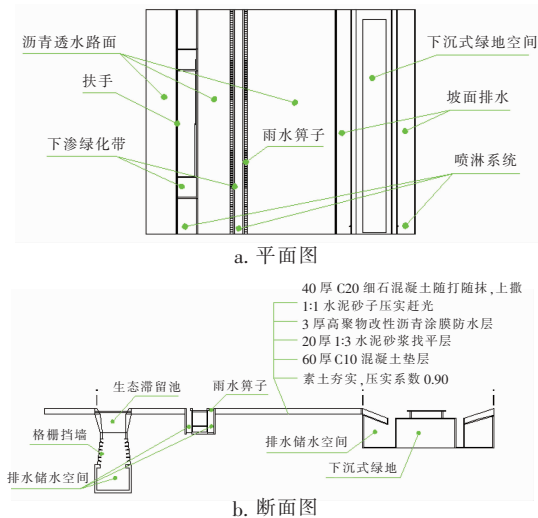 沥青透水路面
下沉式绿地空间
扶手
坡面排水
下渗绿化带
雨水箅子
喷淋系统
a. 平面图
40 厚 C20 细石混凝土随打随抹,上撒
1:1 水泥砂子压实赶光
3 厚高聚物改性沥青涂膜防水层
20 厚 1:3 水泥砂浆找平层
60 厚 C10 混凝土垫层
素土夯实,压实系数 0.90
生态滞留池
雨水箅子
格栅挡墙
排水储水空间
排水储水空间
下沉式绿地
b. 断面图